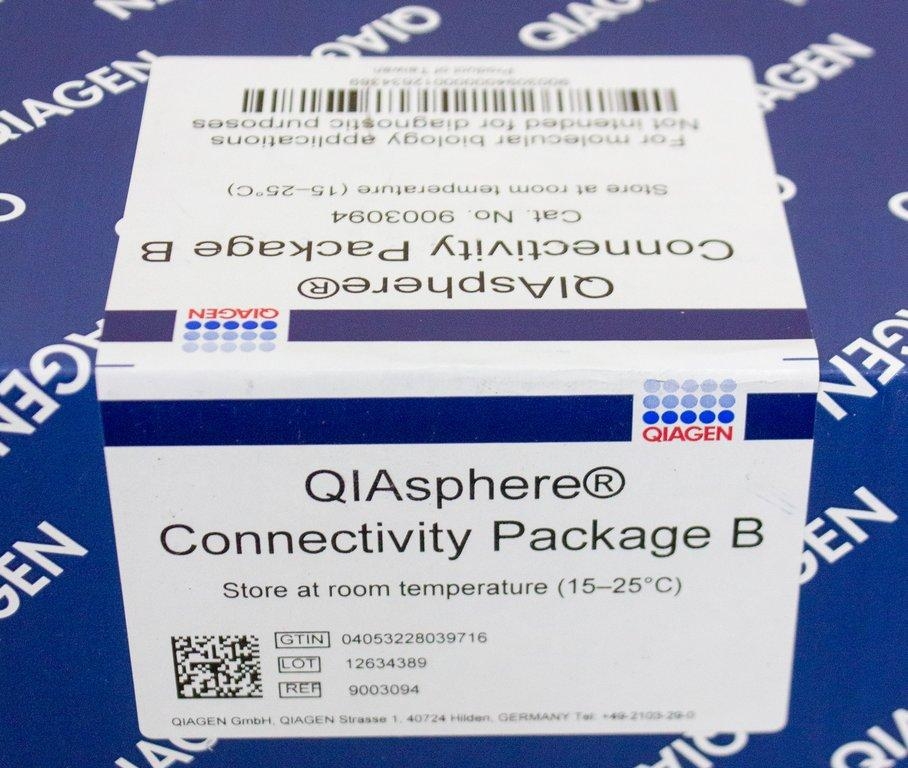 Product of Taiwan
For molecular biology applications
Not intended for diagnostic purposes
Store at room temperature (15–25°C)
Cat. No. 9003094
QIAsphere®
Connectivity Package B
QIAGEN
QIAGEN
QIAsphere®
Connectivity Package B
Store at room temperature (15–25°C)
GTIN 04053228039716
LOT 12634389
REF 9003094
QIAGEN GmbH, QIAGEN Strasse 1, 40724 Hilden, GERMANY Tel: +49-2103-29-0
QIAGEN
QIAGEN
QIAGEN
QIAGEN